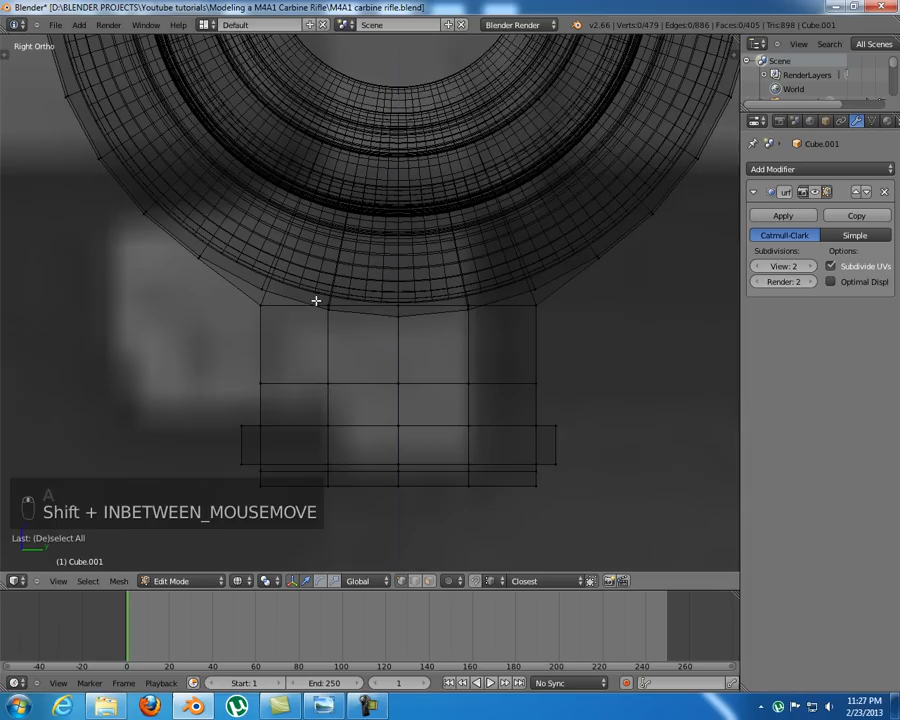 Blender* [D:\BLENDER PROJECTS\Youtube tutorials\Modeling a M4A1 Carbine Rifle\M4A1 carbine rifle.blend]
File Add Render Window Help Default Scene Blender Render v2.66 | Verts:0/479 | Edges:0/886 | Faces:0/405 | Tris:893 | Cube.001
Right Ortho
View Search All Scenes
Scene
RenderLayers
World
Cube.001
Add Modifier
urf
Apply Copy
Catmull-Clark Simple
Subdivisions: Options:
View: 2 Subdivide UVs
Render: 2 Optimal Displ
A
Shift + INBETWEEN_MOUSEMOVE
Last: (De)select All
(1) Cube.001
View Select Mesh Edit Mode Global Closest
-40 -20 0 20 40 60 80 100 120 140 160 180 200 220 240 260
View Marker Frame Playback Start: 1 End: 250 1 No Sync
11:27 PM
2/23/2013